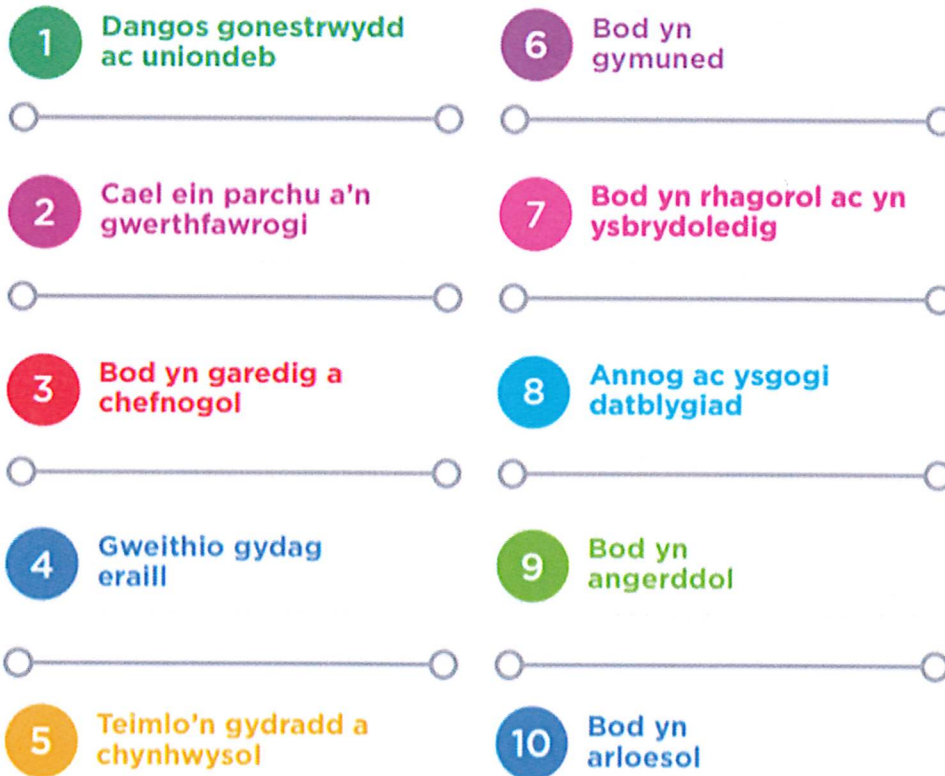 1
Dangos gonestrwydd
ac uniondeb
2
Cael ein parchu a'n
gwerthfawrogi
3
Bod yn garedig a
chefnogol
4
Gweithio gydag
eraill
5
Teimlo'n gydradd a
chynhwysol
6
Bod yn
gymuned
7
Bod yn rhagorol ac yn
ysbrydoledig
8
Annog ac ysgogi
datblygiad
9
Bod yn
angerddol
10
Bod yn
arloesol